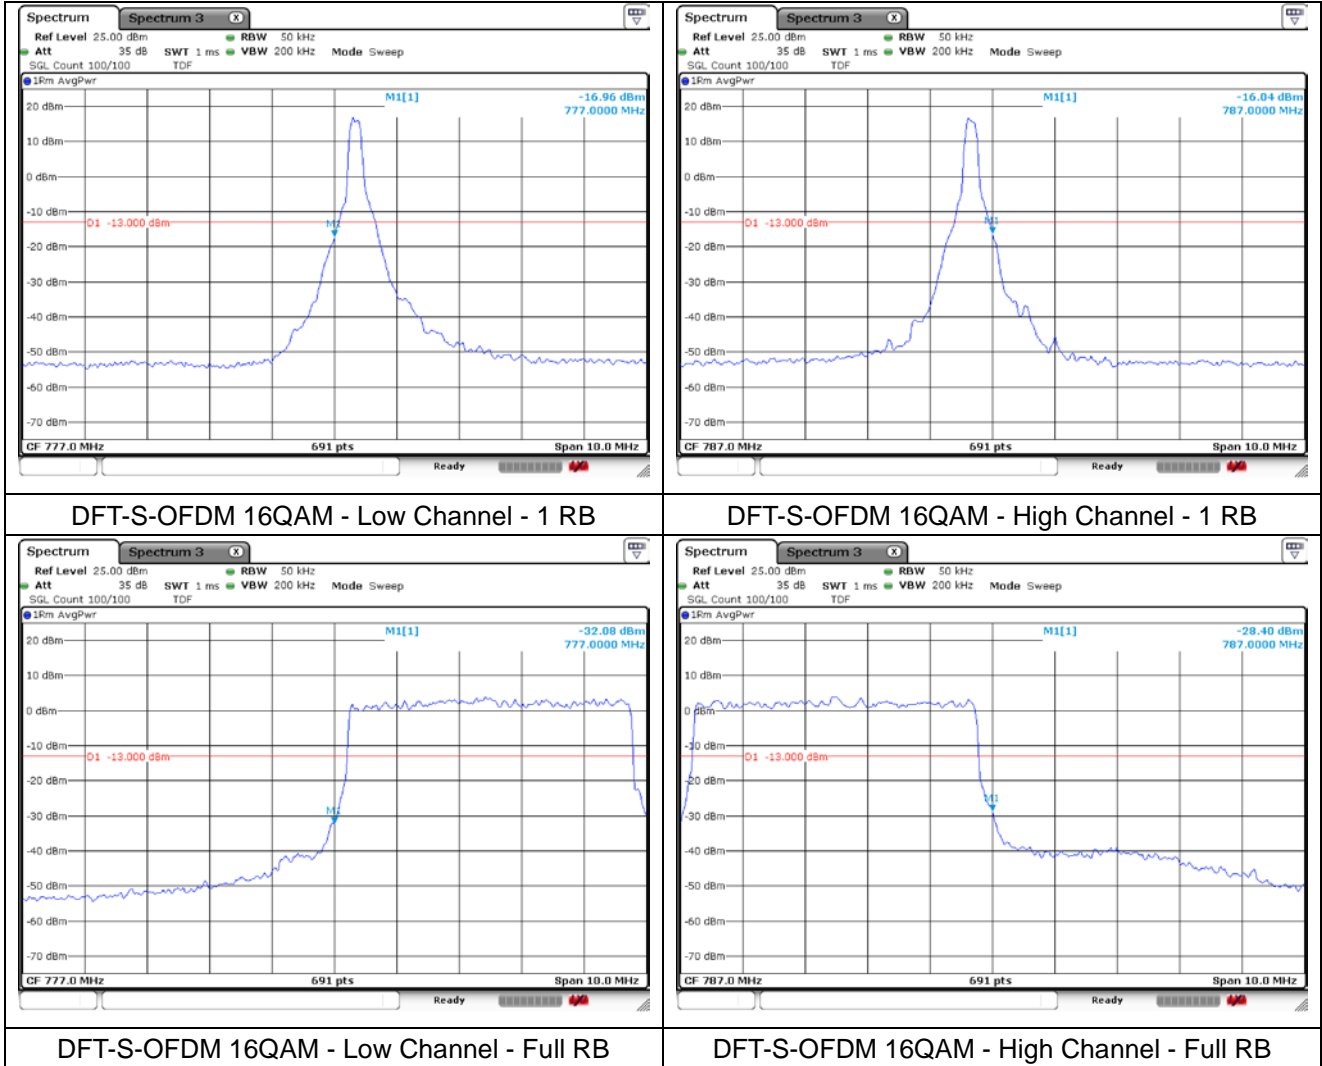 Spectrum Spectrum 3 X
Ref Level 25.00 dBm RBW 50 kHz
Att 35 dB SWT 1 ms VBW 200 kHz Mode Sweep
SGL Count 100/100 TDF
1Rm AvgPwr
M1[1] -16.96 dBm
777.0000 MHz
20 dBm
10 dBm
0 dBm
-10 dBm
D1 -13.000 dBm
M1
-20 dBm
-30 dBm
-40 dBm
-50 dBm
-60 dBm
-70 dBm
CF 777.0 MHz 691 pts Span 10.0 MHz
Ready
DFT-S-OFDM 16QAM - Low Channel - 1 RB
Spectrum Spectrum 3 X
Ref Level 25.00 dBm RBW 50 kHz
Att 35 dB SWT 1 ms VBW 200 kHz Mode Sweep
SGL Count 100/100 TDF
1Rm AvgPwr
M1[1] -16.04 dBm
787.0000 MHz
20 dBm
10 dBm
0 dBm
-10 dBm
D1 -13.000 dBm
M1
-20 dBm
-30 dBm
-40 dBm
-50 dBm
-60 dBm
-70 dBm
CF 787.0 MHz 691 pts Span 10.0 MHz
Ready
DFT-S-OFDM 16QAM - High Channel - 1 RB
Spectrum Spectrum 3 X
Ref Level 25.00 dBm RBW 50 kHz
Att 35 dB SWT 1 ms VBW 200 kHz Mode Sweep
SGL Count 100/100 TDF
1Rm AvgPwr
M1[1] -32.08 dBm
777.0000 MHz
20 dBm
10 dBm
0 dBm
-10 dBm
D1 -13.000 dBm
-20 dBm
M1
-30 dBm
-40 dBm
-50 dBm
-60 dBm
-70 dBm
CF 777.0 MHz 691 pts Span 10.0 MHz
Ready
DFT-S-OFDM 16QAM - Low Channel - Full RB
Spectrum Spectrum 3 X
Ref Level 25.00 dBm RBW 50 kHz
Att 35 dB SWT 1 ms VBW 200 kHz Mode Sweep
SGL Count 100/100 TDF
1Rm AvgPwr
M1[1] -28.40 dBm
787.0000 MHz
20 dBm
10 dBm
0 dBm
-10 dBm
D1 -13.000 dBm
-20 dBm
M1
-30 dBm
-40 dBm
-50 dBm
-60 dBm
-70 dBm
CF 787.0 MHz 691 pts Span 10.0 MHz
Ready
DFT-S-OFDM 16QAM - High Channel - Full RB